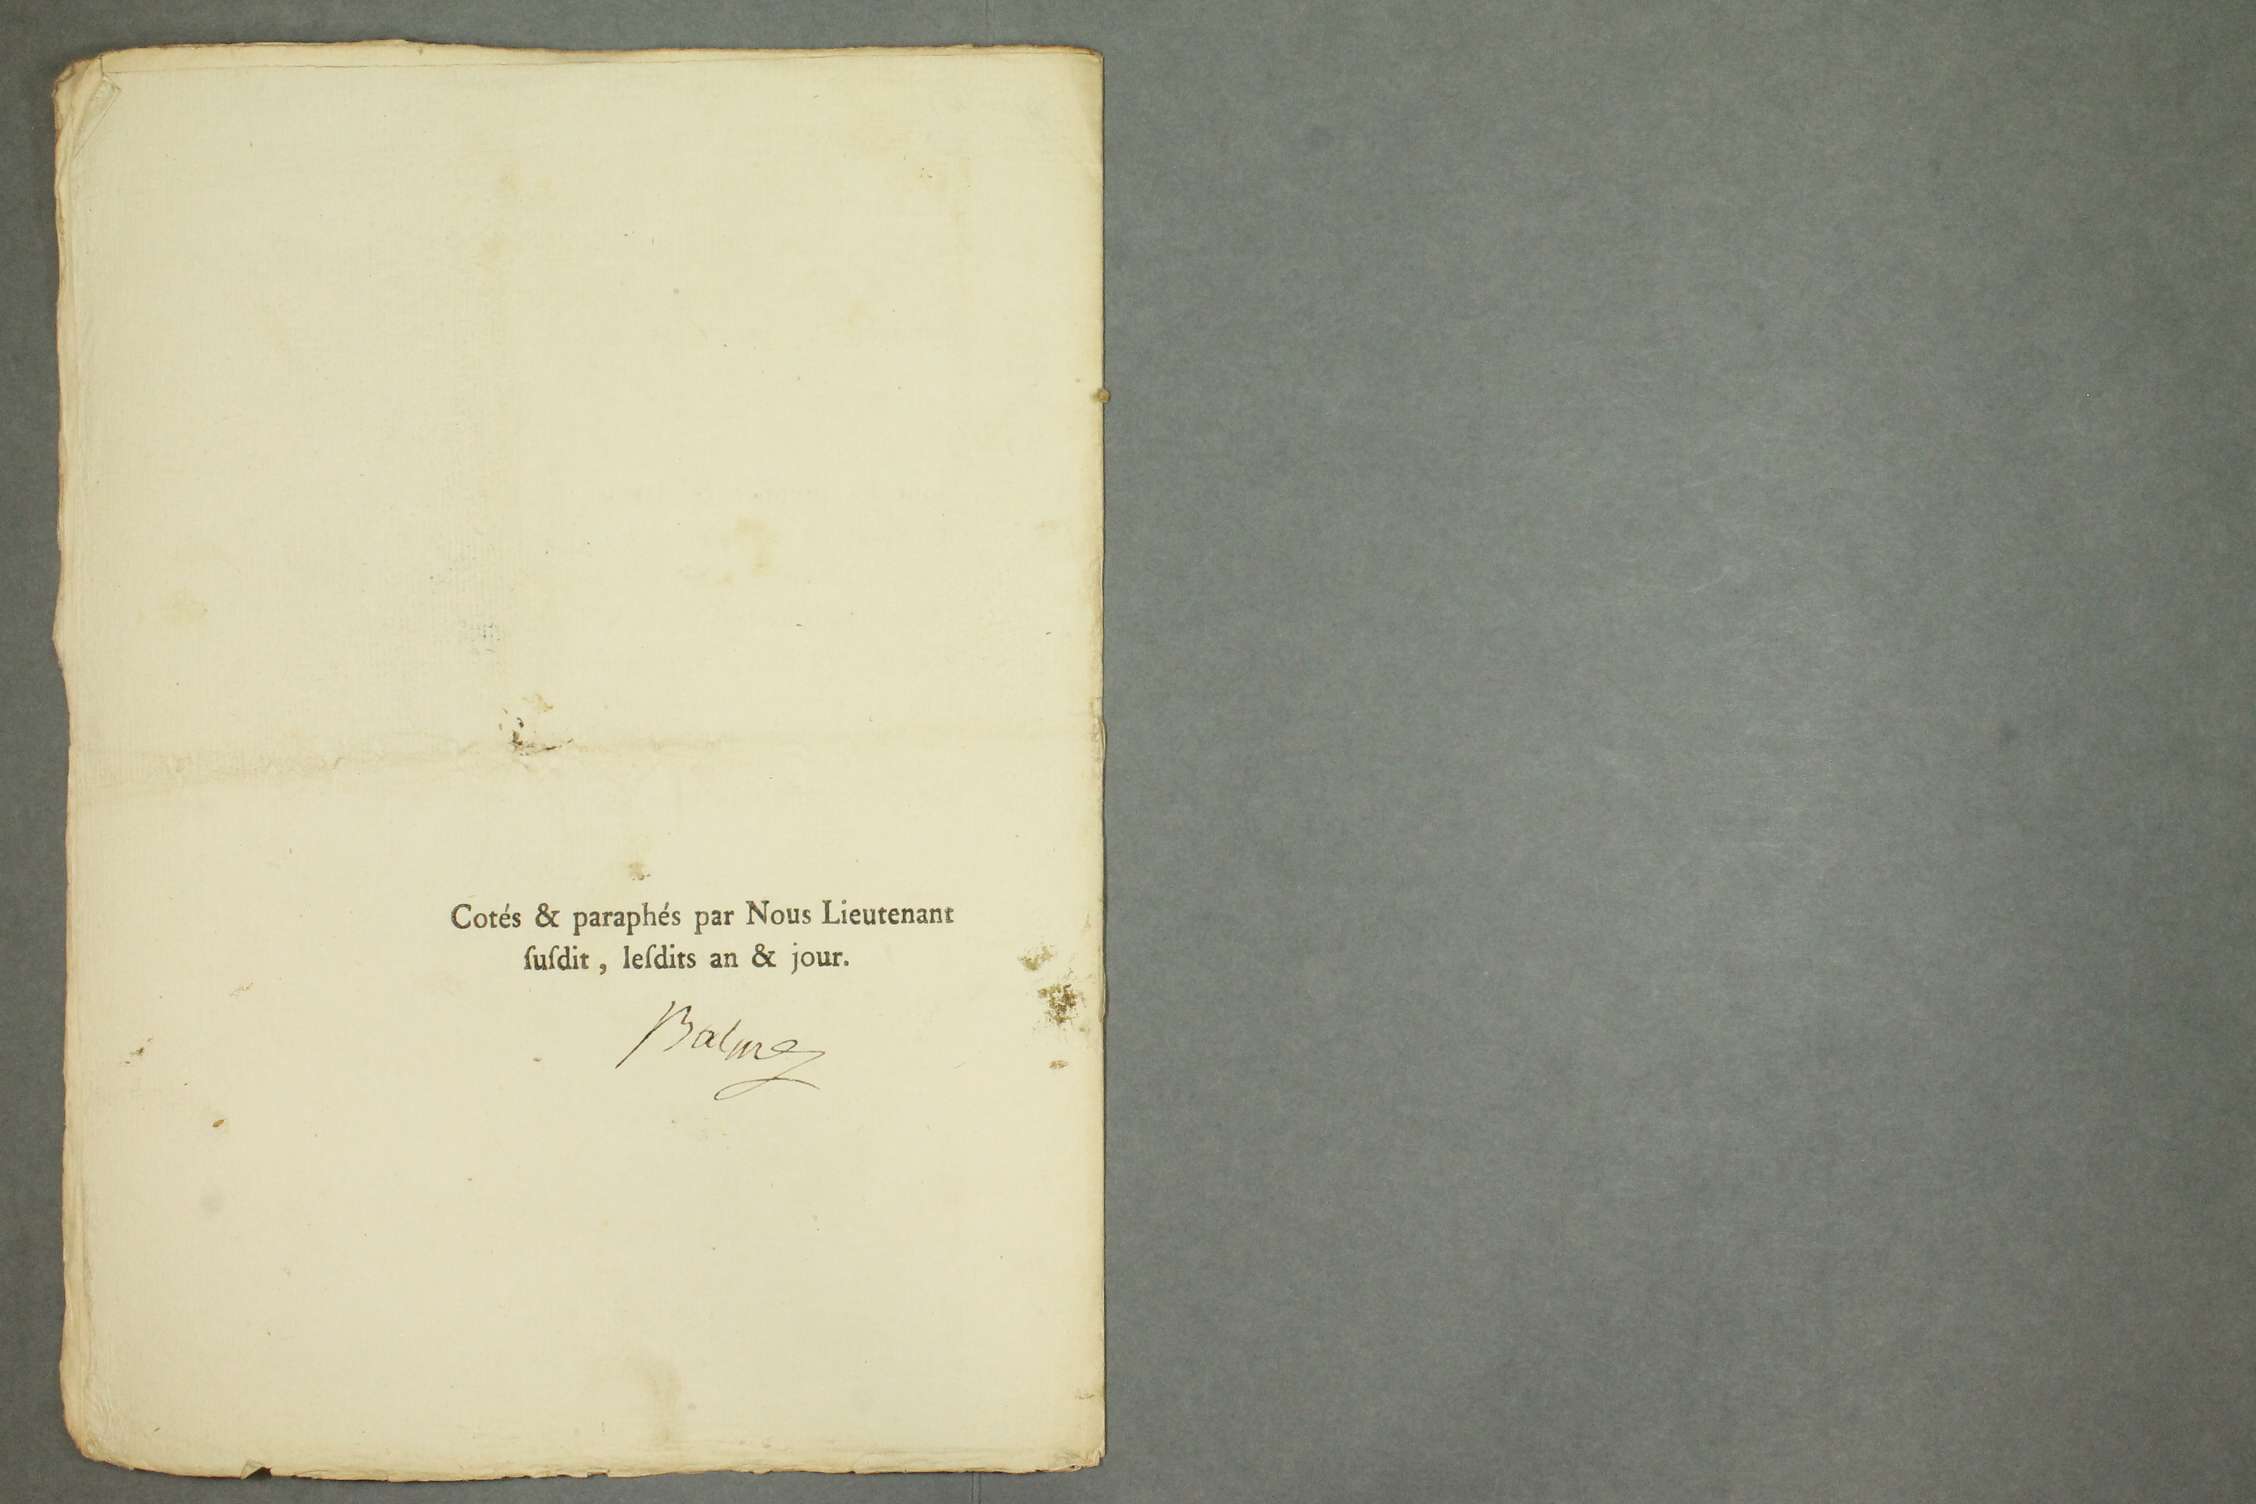 Cotés & paraphés par Nous Lieutenant
ſuſdit, leſdits an & jour.
Balme